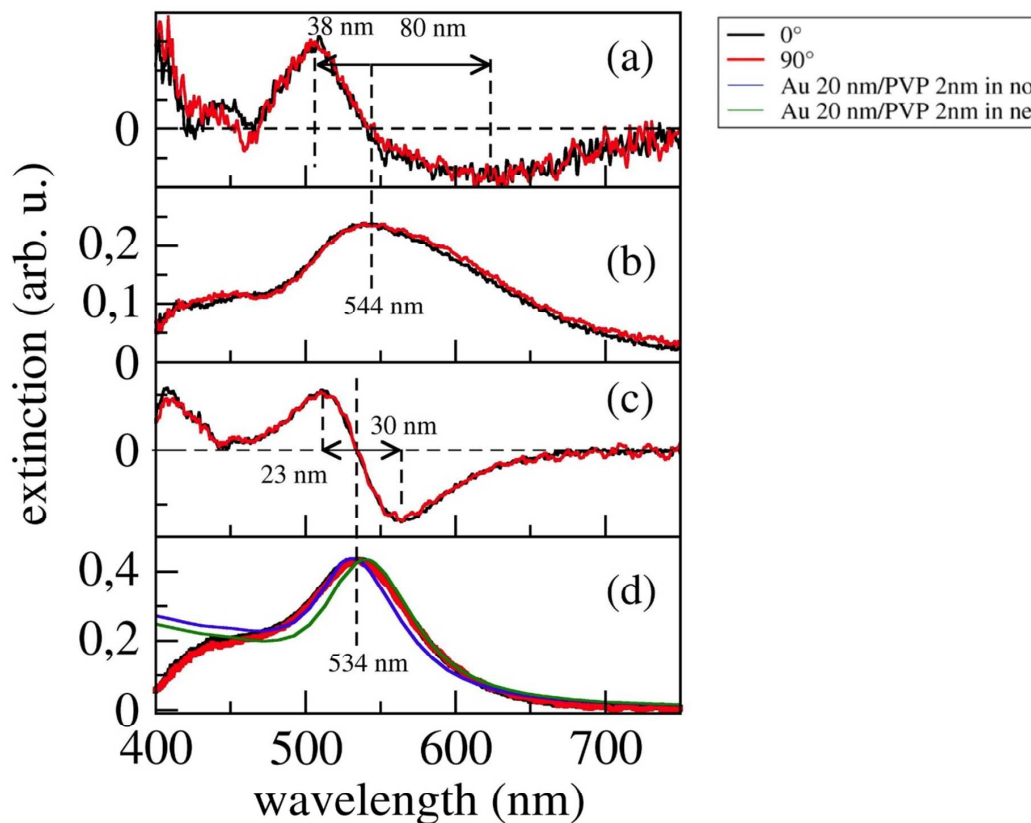 38 nm 80 nm
(a)
0
0,2
(b)
0,1
544 nm
0
(c)
0
30 nm
23 nm
0,4
(d)
0,2
534 nm
0
400 500 600 700
wavelength (nm)
extinction (arb. u.)
0°
90°
Au 20 nm/PVP 2nm in no
Au 20 nm/PVP 2nm in ne